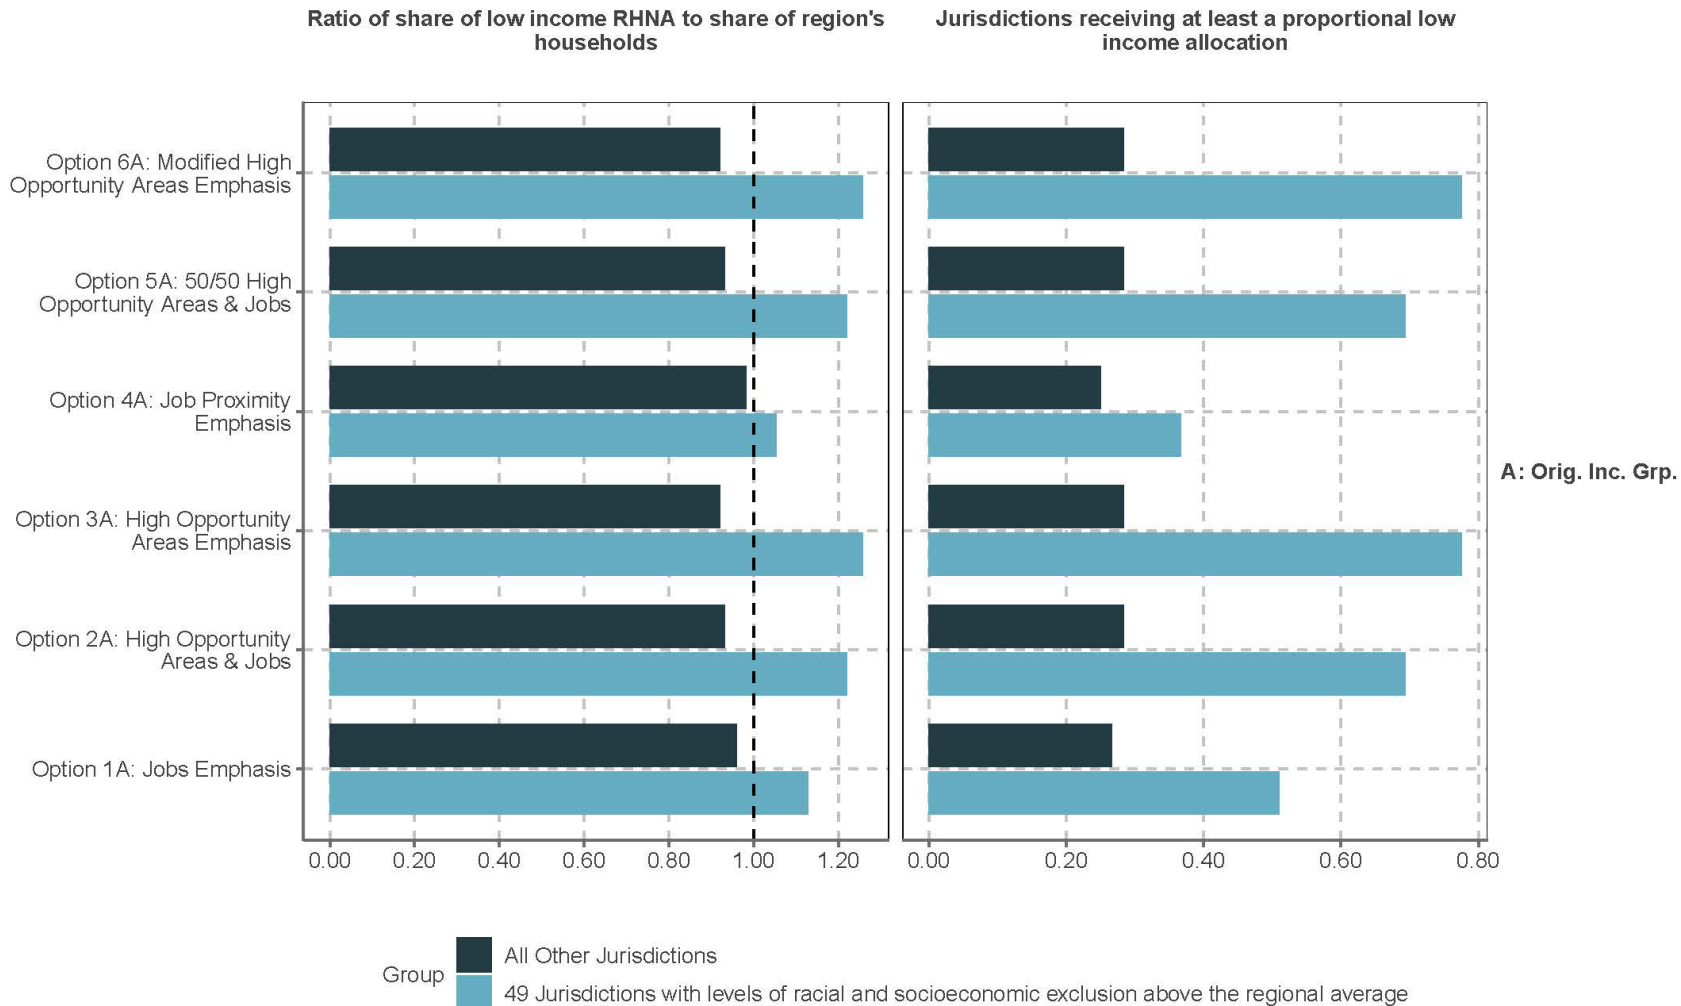 Ratio of share of low income RHNA to share of region's
households
Jurisdictions receiving at least a proportional low
income allocation
Option 6A: Modified High
Opportunity Areas Emphasis
Option 5A: 50/50 High
Opportunity Areas & Jobs
Option 4A: Job Proximity
Emphasis
Option 3A: High Opportunity
Areas Emphasis
Option 2A: High Opportunity
Areas & Jobs
Option 1A: Jobs Emphasis
A: Orig. Inc. Grp.
0.00 0.20 0.40 0.60 0.80 1.00 1.20
0.00 0.20 0.40 0.60 0.80
Group
All Other Jurisdictions
49 Jurisdictions with levels of racial and socioeconomic exclusion above the regional average